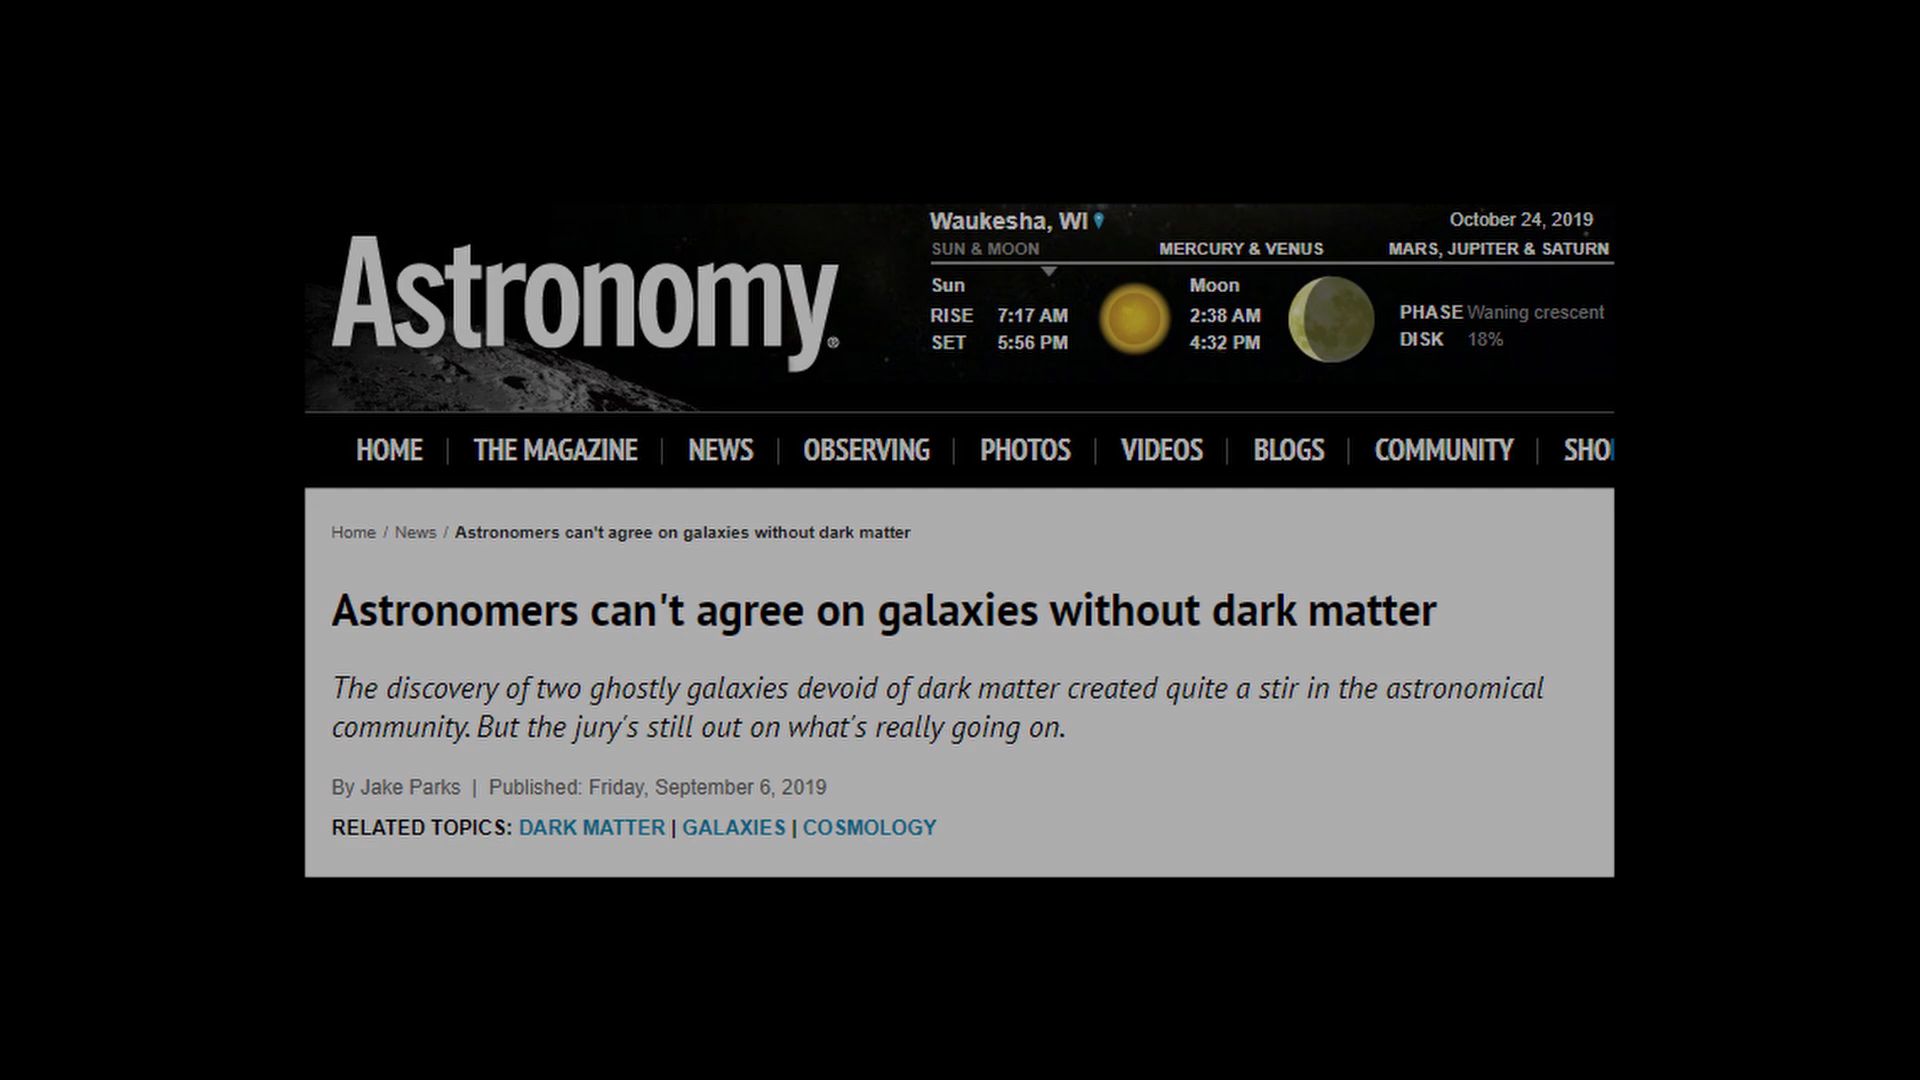 Astronomy®
Waukesha, WI
October 24, 2019
SUN & MOON
MERCURY & VENUS
MARS, JUPITER & SATURN
Sun
RISE 7:17 AM
SET 5:56 PM
Moon
2:38 AM
4:32 PM
PHASE Waning crescent
DISK 18%
HOME | THE MAGAZINE | NEWS | OBSERVING | PHOTOS | VIDEOS | BLOGS | COMMUNITY | SHO
Home / News / Astronomers can't agree on galaxies without dark matter
Astronomers can't agree on galaxies without dark matter
The discovery of two ghostly galaxies devoid of dark matter created quite a stir in the astronomical
community. But the jury's still out on what's really going on.
By Jake Parks | Published: Friday, September 6, 2019
RELATED TOPICS: DARK MATTER | GALAXIES | COSMOLOGY